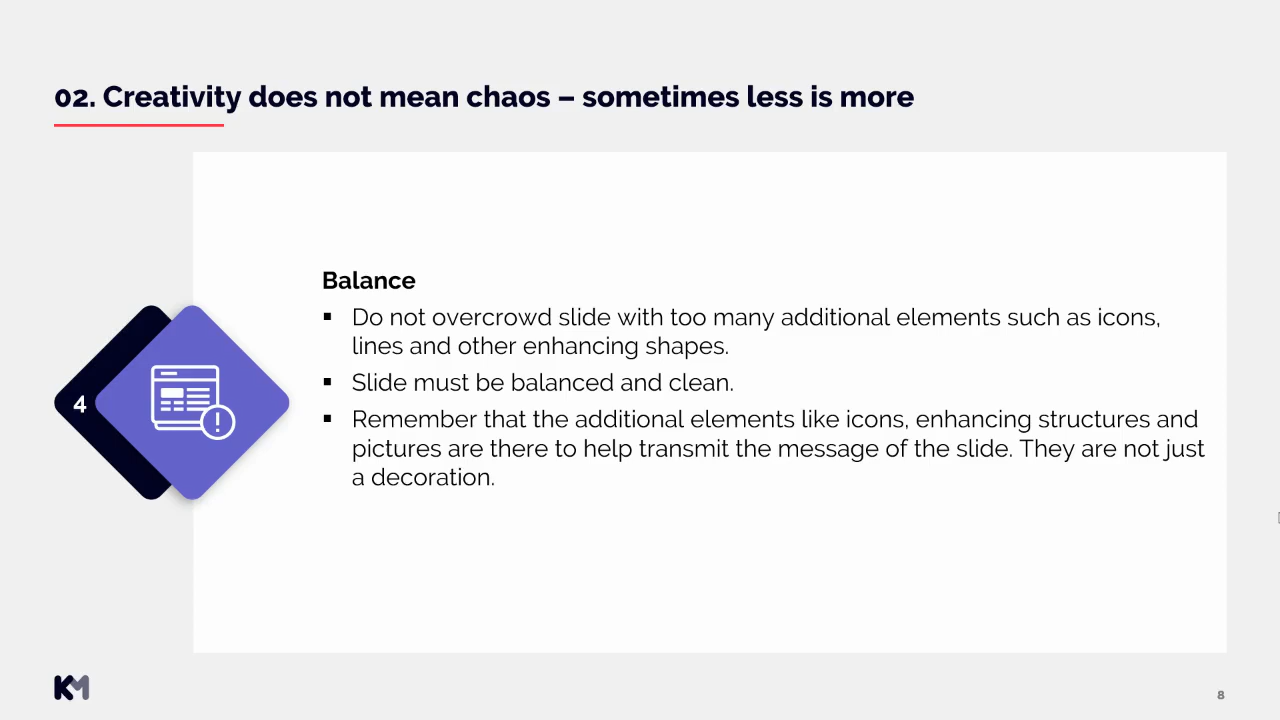 02. Creativity does not mean chaos – sometimes less is more
Balance
▪ Do not overcrowd slide with too many additional elements such as icons,
lines and other enhancing shapes.
▪ Slide must be balanced and clean.
▪ Remember that the additional elements like icons, enhancing structures and
pictures are there to help transmit the message of the slide. They are not just
a decoration.
4
!
KM
8